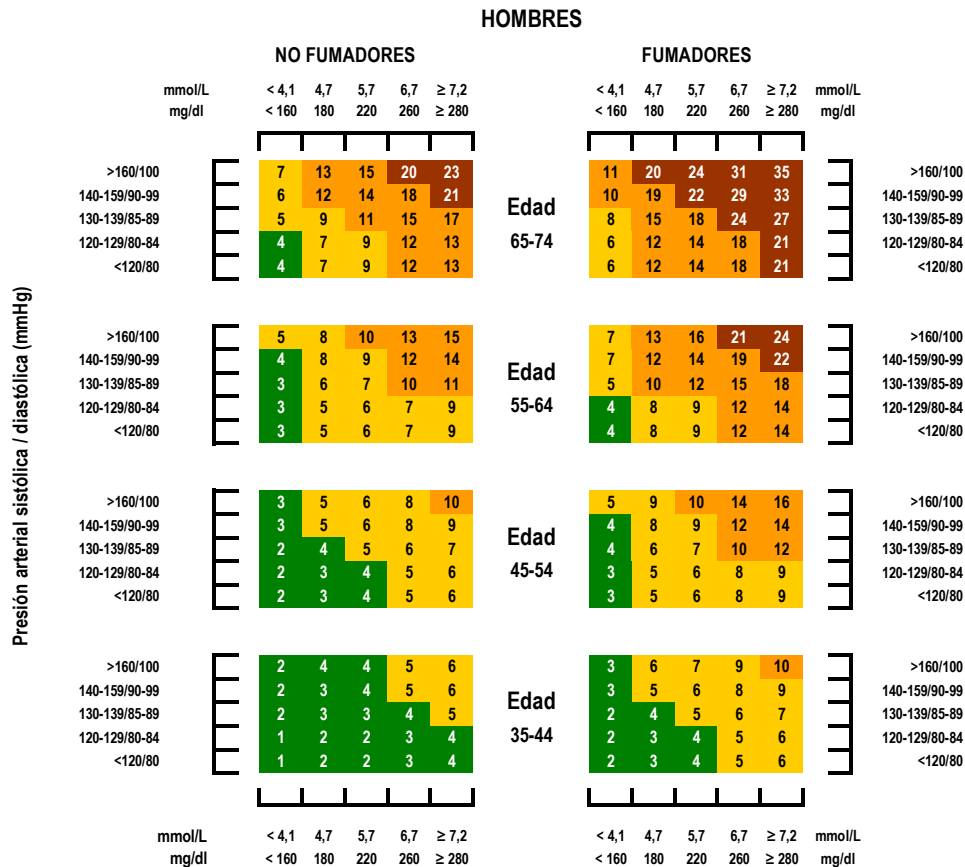 HOMBRES
NO FUMADORES FUMADORES
mmol/L < 4,1 4,7 5,7 6,7 ≥ 7,2 < 4,1 4,7 5,7 6,7 ≥ 7,2 mmol/L
mg/dl < 160 180 220 260 ≥ 280 < 160 180 220 260 ≥ 280 mg/dl
Presión arterial sistólica / diastólica (mmHg)
>160/100 7 13 15 20 23 11 20 24 31 35 >160/100
140-159/90-99 6 12 14 18 21 Edad 10 19 22 29 33 140-159/90-99
130-139/85-89 5 9 11 15 17 65-74 8 15 18 24 27 130-139/85-89
120-129/80-84 4 7 9 12 13 6 12 14 18 21 120-129/80-84
<120/80 4 7 9 12 13 6 12 14 18 21 <120/80
>160/100 5 8 10 13 15 7 13 16 21 24 >160/100
140-159/90-99 4 8 9 12 14 Edad 7 12 14 19 22 140-159/90-99
130-139/85-89 3 6 7 10 11 55-64 5 10 12 15 18 130-139/85-89
120-129/80-84 3 5 6 7 9 4 8 9 12 14 120-129/80-84
<120/80 3 5 6 7 9 4 8 9 12 14 <120/80
>160/100 3 5 6 8 10 5 9 10 14 16 >160/100
140-159/90-99 3 5 6 8 9 Edad 4 8 9 12 14 140-159/90-99
130-139/85-89 2 4 5 6 7 45-54 4 6 7 10 12 130-139/85-89
120-129/80-84 2 3 4 5 6 3 5 6 8 9 120-129/80-84
<120/80 2 3 4 5 6 3 5 6 8 9 <120/80
>160/100 2 4 4 5 6 3 6 7 9 10 >160/100
140-159/90-99 2 3 4 5 6 Edad 3 5 6 8 9 140-159/90-99
130-139/85-89 2 3 3 4 5 35-44 2 4 5 6 7 130-139/85-89
120-129/80-84 1 2 2 3 4 2 3 4 5 6 120-129/80-84
<120/80 1 2 2 3 4 2 3 4 5 6 <120/80
mmol/L < 4,1 4,7 5,7 6,7 ≥ 7,2 < 4,1 4,7 5,7 6,7 ≥ 7,2 mmol/L
mg/dl < 160 180 220 260 ≥ 280 < 160 180 220 260 ≥ 280 mg/dl